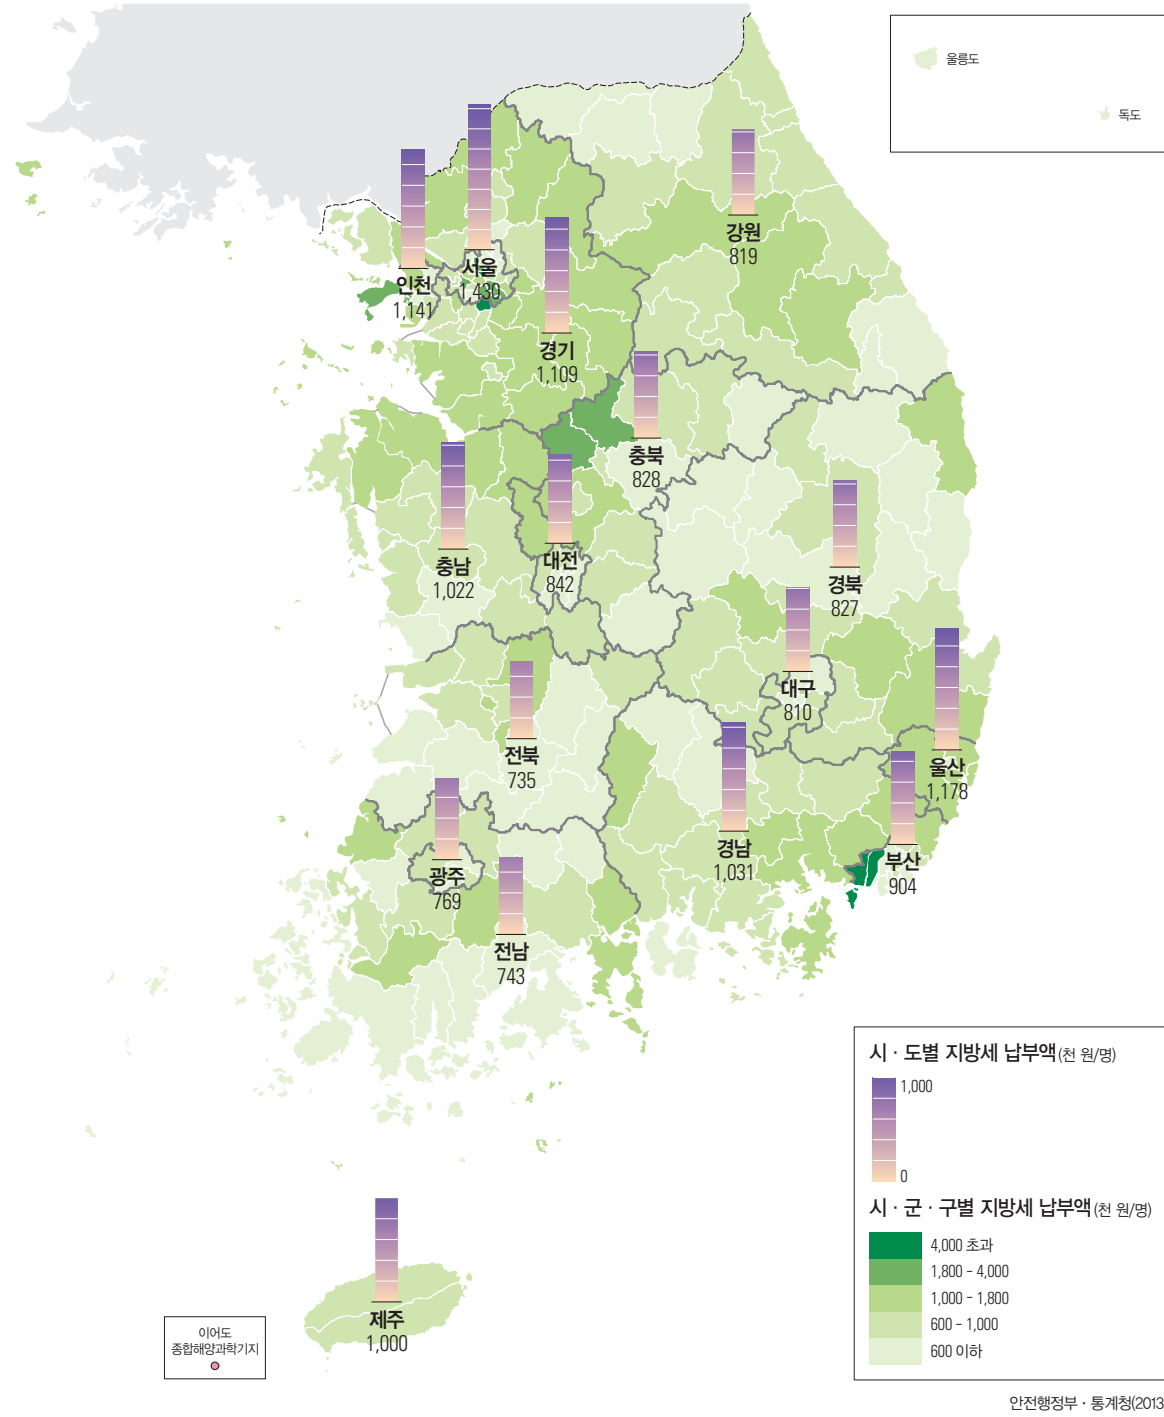 울릉도
독도
강원
819
서울
1,430
인천
1,141
경기
1,109
충북
828
충남
1,022
대전
842
경북
827
대구
810
전북
735
울산
1,178
경남
1,031
부산
904
광주
769
전남
743
제주
1,000
이어도
종합해양과학기지
시 · 도별 지방세 납부액(천 원/명)
1,000
0
시 · 군 · 구별 지방세 납부액(천 원/명)
4,000 초과
1,800 - 4,000
1,000 - 1,800
600 - 1,000
600 이하
안전행정부 · 통계청(2013